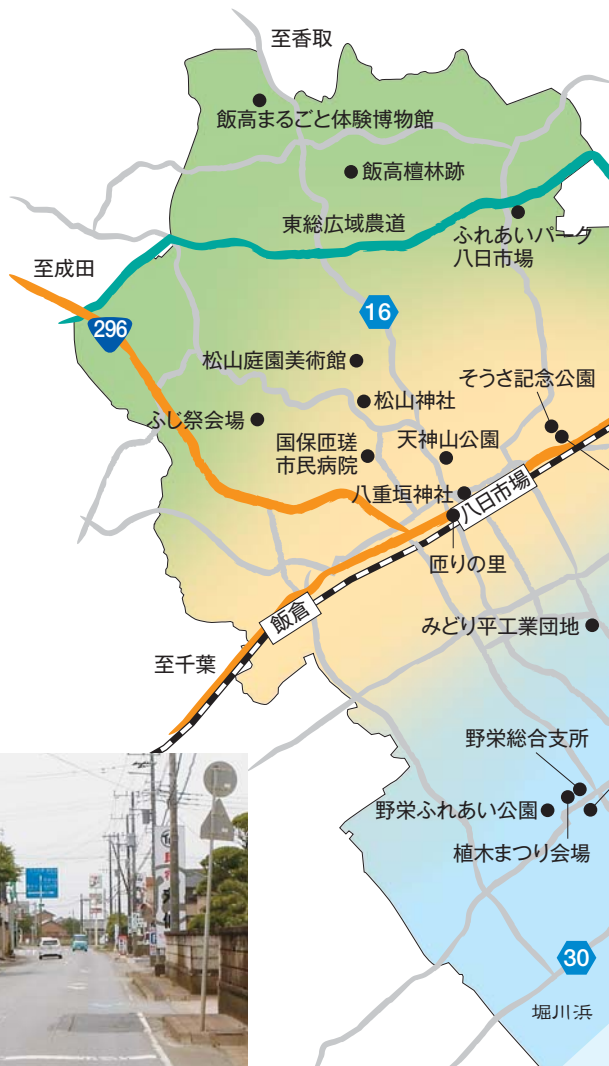 至香取
飯高まるごと体験博物館
飯高檀林跡
東総広域農道
ふれあいパーク
八日市場
至成田
296
16
松山庭園美術館
そうさ記念公園
松山神社
ふじ祭会場
国保匝瑳
市民病院
天神山公園
八重垣神社
八日市場
匝りの里
飯倉
みどり平工業団地
至千葉
野栄総合支所
野栄ふれあい公園
植木まつり会場
30
堀川浜